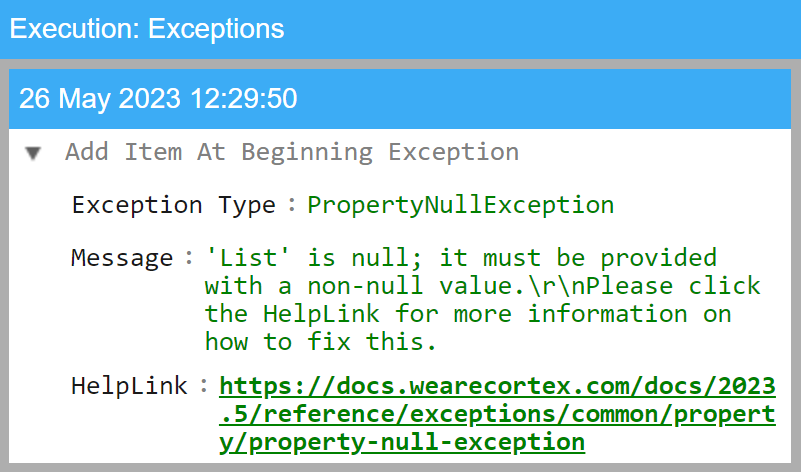 Execution: Exceptions
26 May 2023 12:29:50
Add Item At Beginning Exception
Exception Type : PropertyNullException
Message : 'List' is null; it must be provided
with a non-null value.\r\nPlease click
the HelpLink for more information on
how to fix this.
HelpLink : https://docs.wearecortex.com/docs/2023
.5/reference/exceptions/common/propert
y/property-null-exception